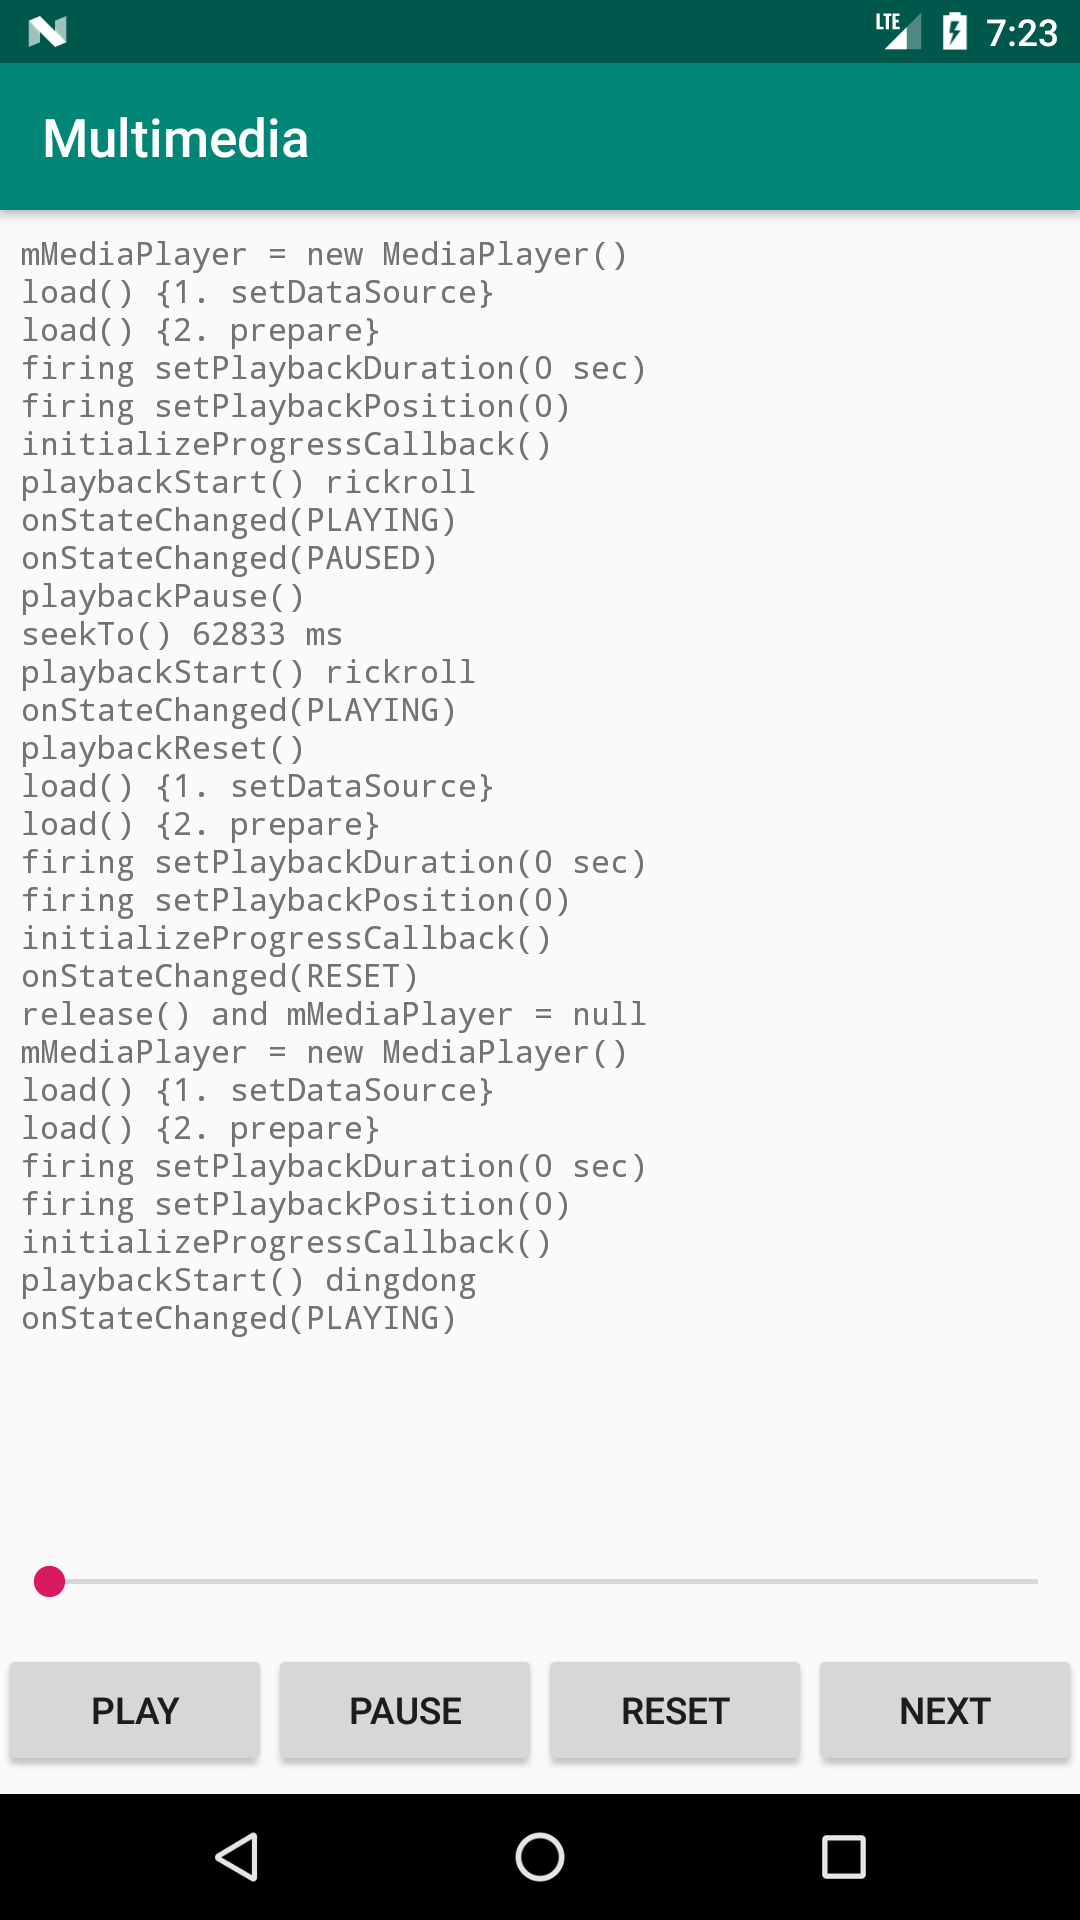 LTE 7:23
Multimedia
mMediaPlayer = new MediaPlayer()
load() {1. setDataSource}
load() {2. prepare}
firing setPlaybackDuration(0 sec)
firing setPlaybackPosition(0)
initializeProgressCallback()
playbackStart() rickroll
onStateChanged(PLAYING)
onStateChanged(PAUSED)
playbackPause()
seekTo() 62833 ms
playbackStart() rickroll
onStateChanged(PLAYING)
playbackReset()
load() {1. setDataSource}
load() {2. prepare}
firing setPlaybackDuration(0 sec)
firing setPlaybackPosition(0)
initializeProgressCallback()
onStateChanged(RESET)
release() and mMediaPlayer = null
mMediaPlayer = new MediaPlayer()
load() {1. setDataSource}
load() {2. prepare}
firing setPlaybackDuration(0 sec)
firing setPlaybackPosition(0)
initializeProgressCallback()
playbackStart() dingdong
onStateChanged(PLAYING)
PLAY PAUSE RESET NEXT